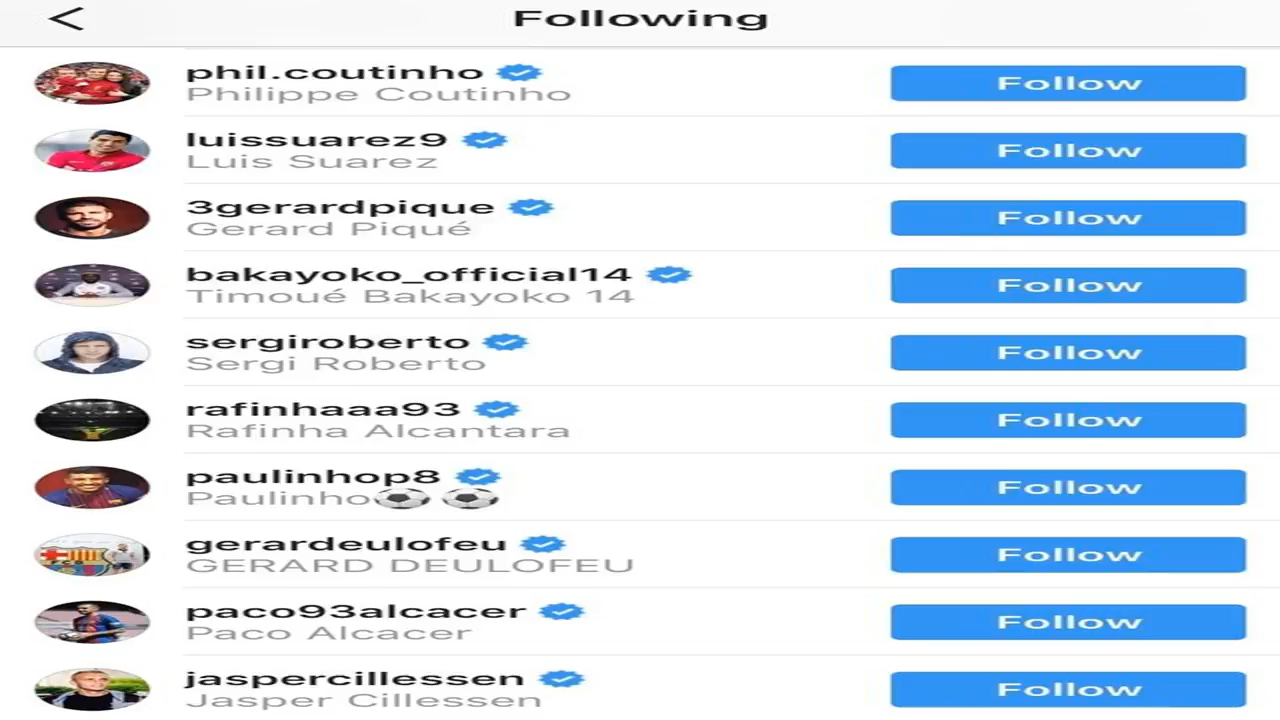 Following
phil.coutinho
Philippe Coutinho
Follow
luissuarez9
Luis Suarez
Follow
3gerardpique
Gerard Piqué
Follow
bakayoko_official14
Timoué Bakayoko 14
Follow
sergiroberto
Sergi Roberto
Follow
rafinhaaa93
Rafinha Alcantara
Follow
paulinhop8
Paulinho⚽ ⚽
Follow
gerardeulofeu
GERARD DEULOFEU
Follow
paco93alcacer
Paco Alcacer
Follow
jaspercillessen
Jasper Cillessen
Follow